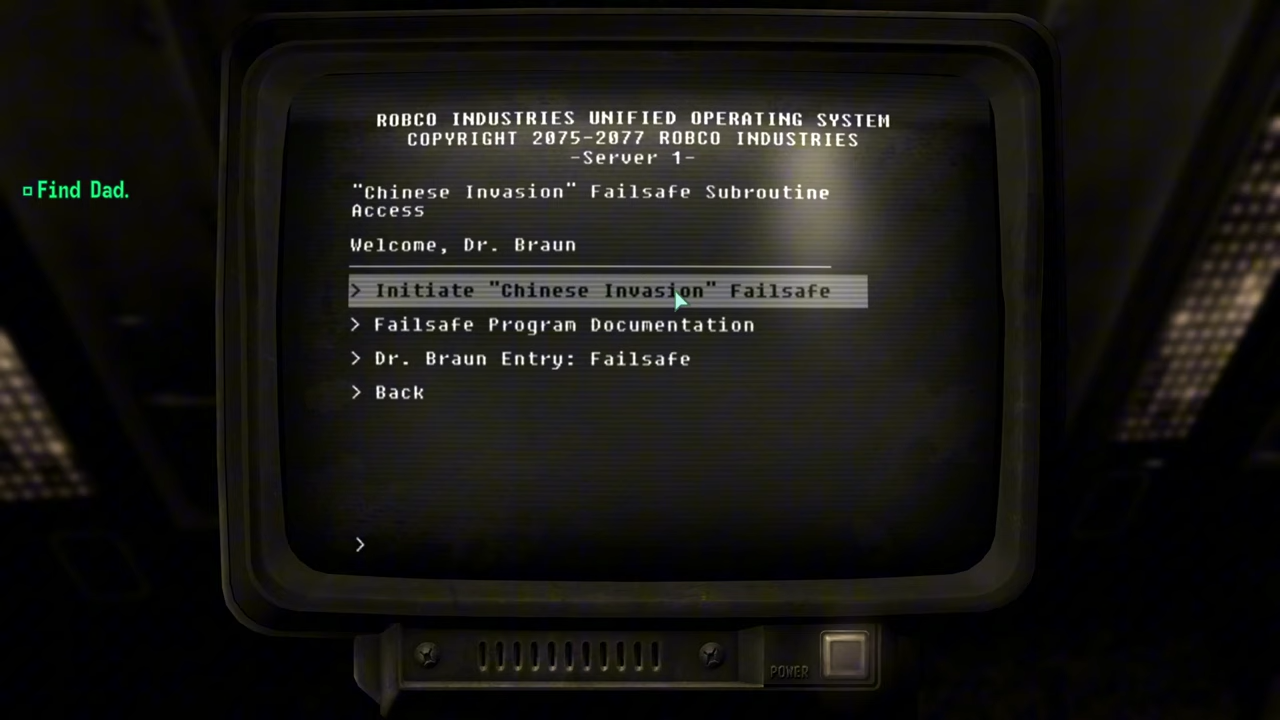 ROBCO INDUSTRIES UNIFIED OPERATING SYSTEM
COPYRIGHT 2075-2077 ROBCO INDUSTRIES
-Server 1-
Find Dad.
"Chinese Invasion" Failsafe Subroutine
Access
Welcome, Dr. Braun
> Initiate "Chinese Invasion" Failsafe
> Failsafe Program Documentation
> Dr. Braun Entry: Failsafe
> Back
>
POWER